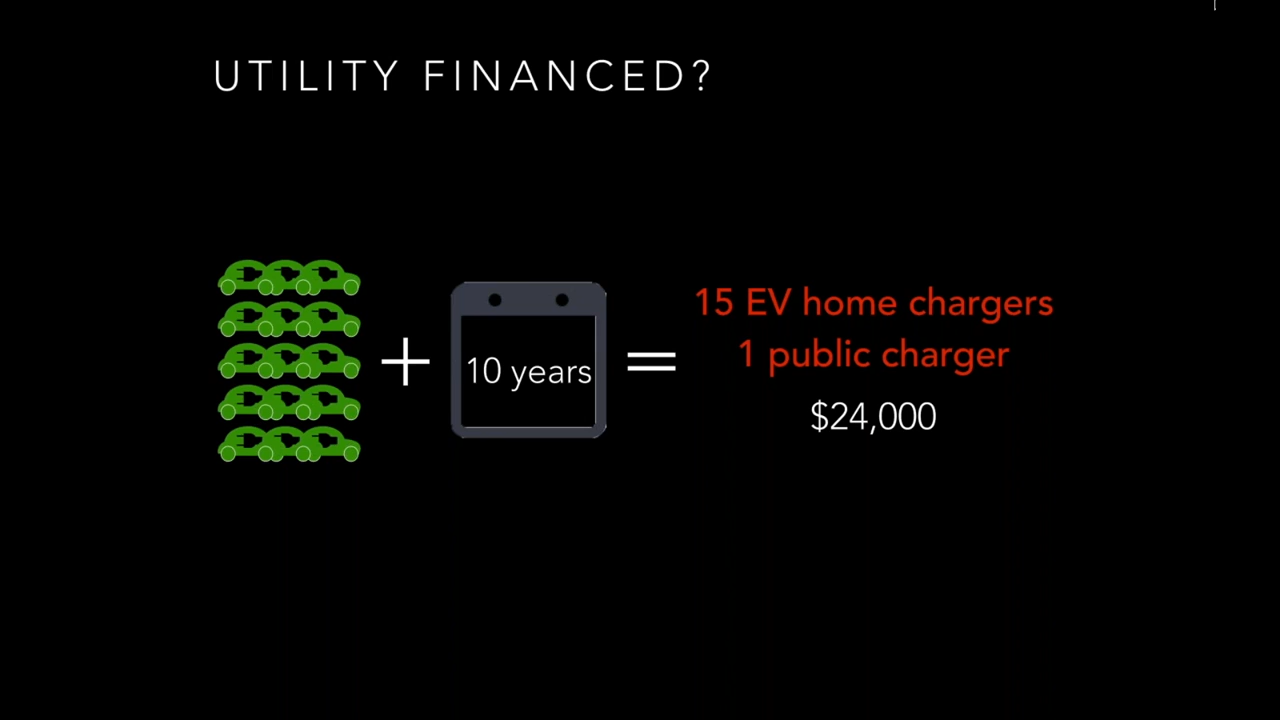 UTILITY FINANCED?
+
10 years
=
15 EV home chargers
1 public charger
$24,000